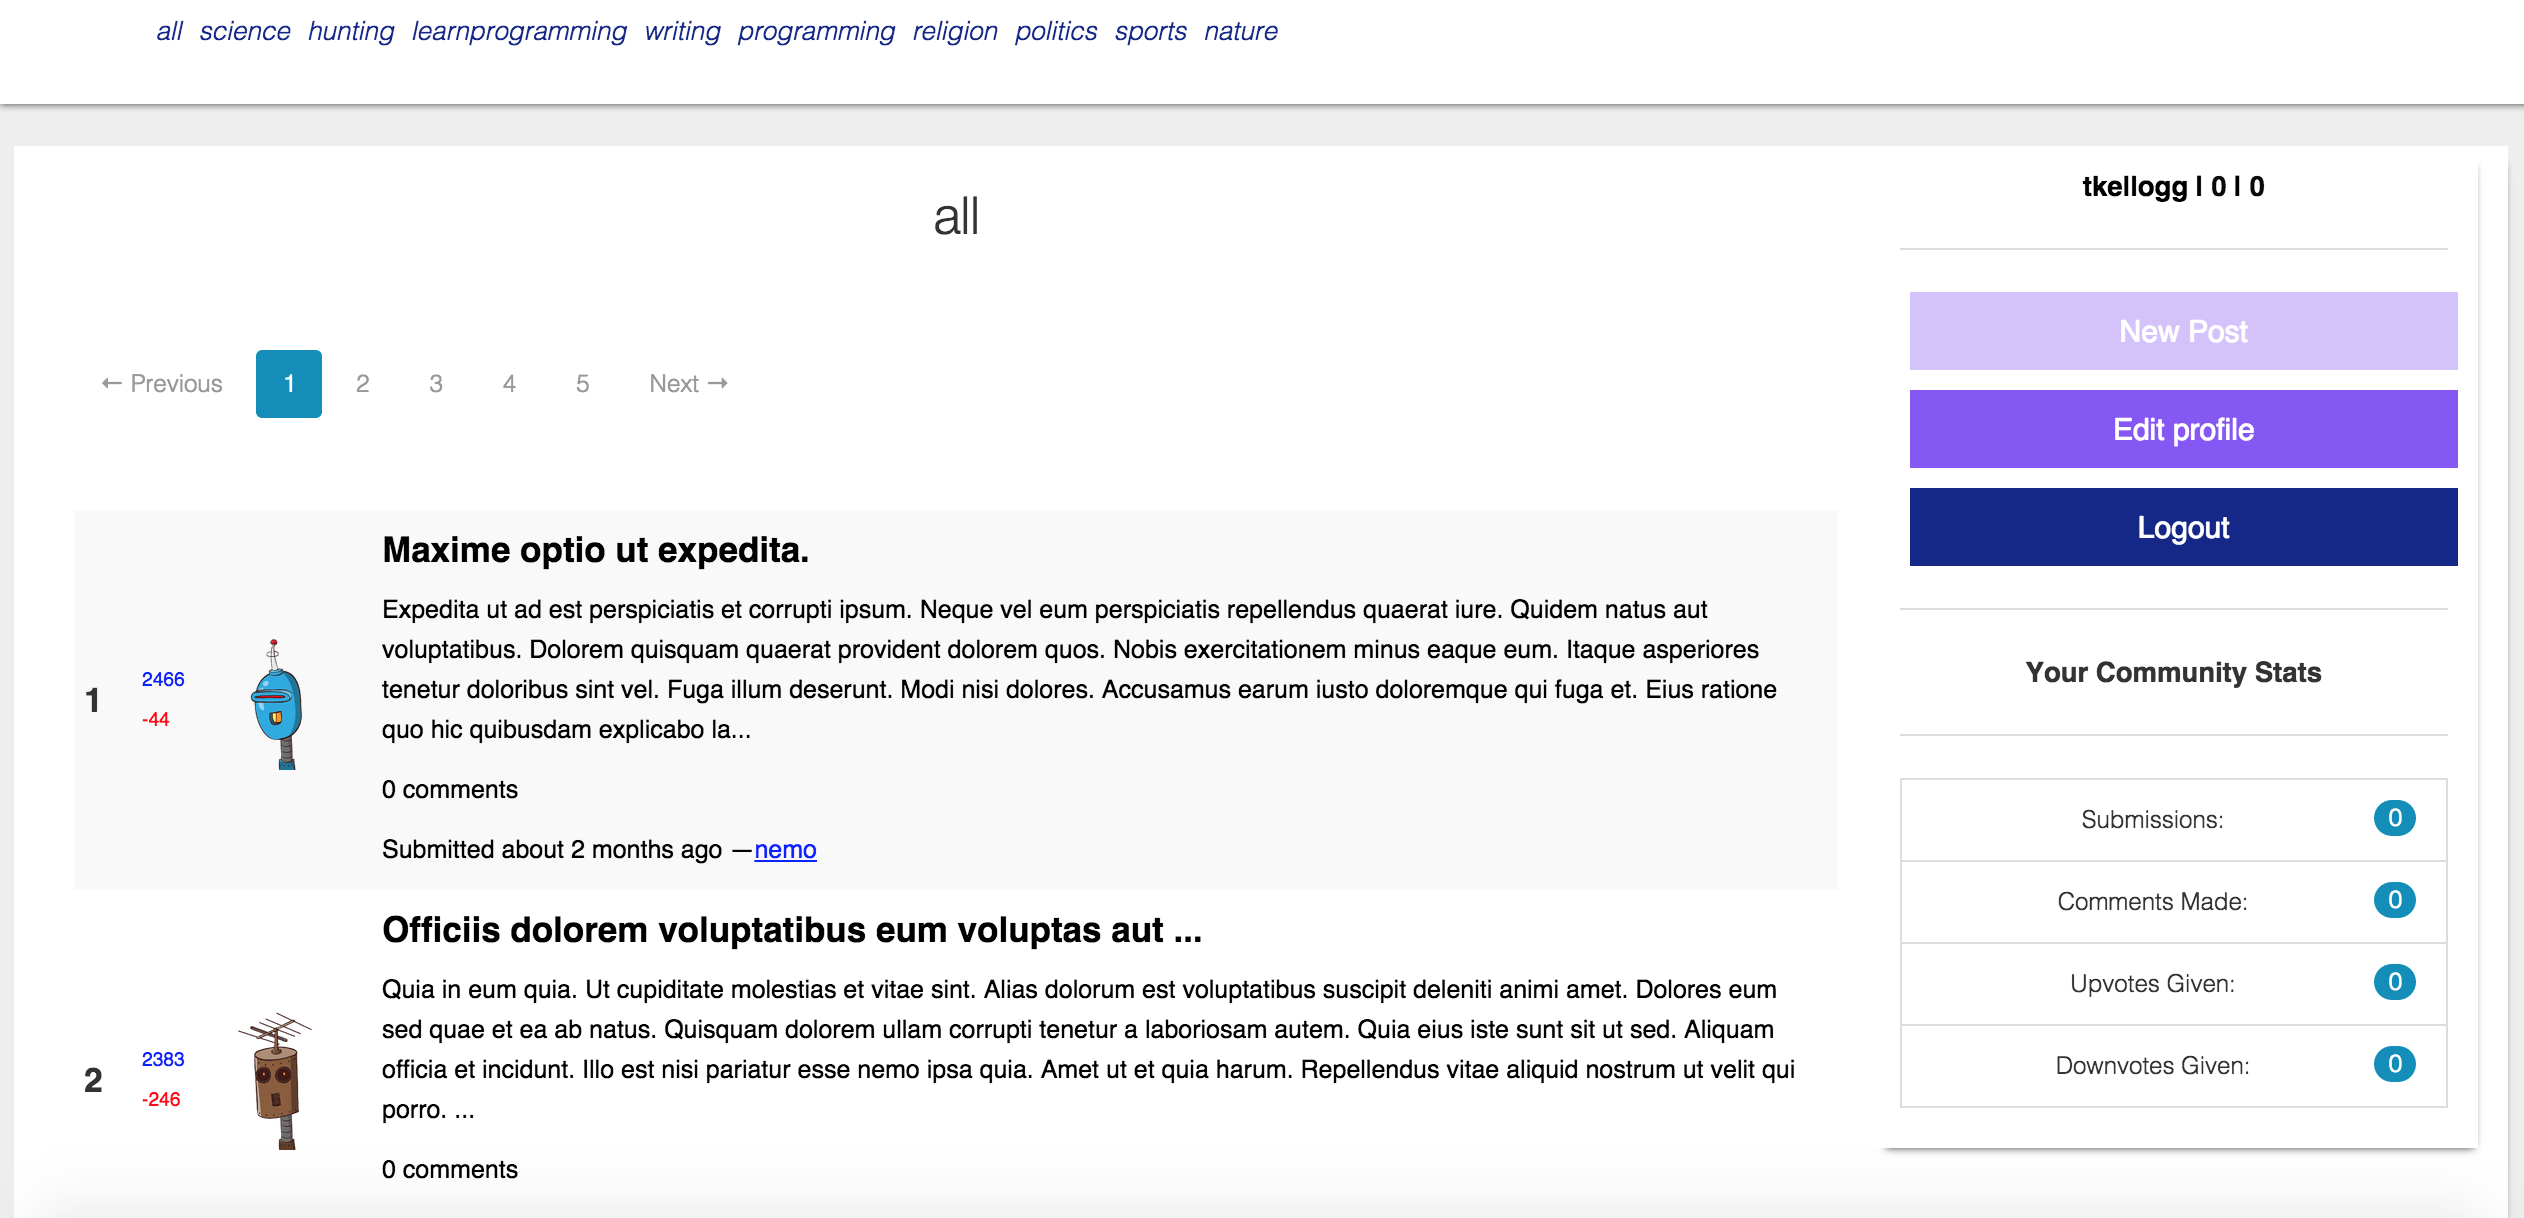 all science hunting learnprogramming writing programming religion politics sports nature
all
← Previous 1 2 3 4 5 Next →
1
2466
-44
Maxime optio ut expedita.
Expedita ut ad est perspiciatis et corrupti ipsum. Neque vel eum perspiciatis repellendus quaerat iure. Quidem natus aut
voluptatibus. Dolorem quisquam quaerat provident dolorem quos. Nobis exercitationem minus eaque eum. Itaque asperiores
tenetur doloribus sint vel. Fuga illum deserunt. Modi nisi dolores. Accusamus earum iusto doloremque qui fuga et. Eius ratione
quo hic quibusdam explicabo la...
0 comments
Submitted about 2 months ago —nemo
2
2383
-246
Officiis dolorem voluptatibus eum voluptas aut ...
Quia in eum quia. Ut cupiditate molestias et vitae sint. Alias dolorum est voluptatibus suscipit deleniti animi amet. Dolores eum
sed quae et ea ab natus. Quisquam dolorem ullam corrupti tenetur a laboriosam autem. Quia eius iste sunt sit ut sed. Aliquam
officia et incidunt. Illo est nisi pariatur esse nemo ipsa quia. Amet ut et quia harum. Repellendus vitae aliquid nostrum ut velit qui
porro. ...
0 comments
tkellogg | 0 | 0
New Post
Edit profile
Logout
Your Community Stats
Submissions: 0
Comments Made: 0
Upvotes Given: 0
Downvotes Given: 0